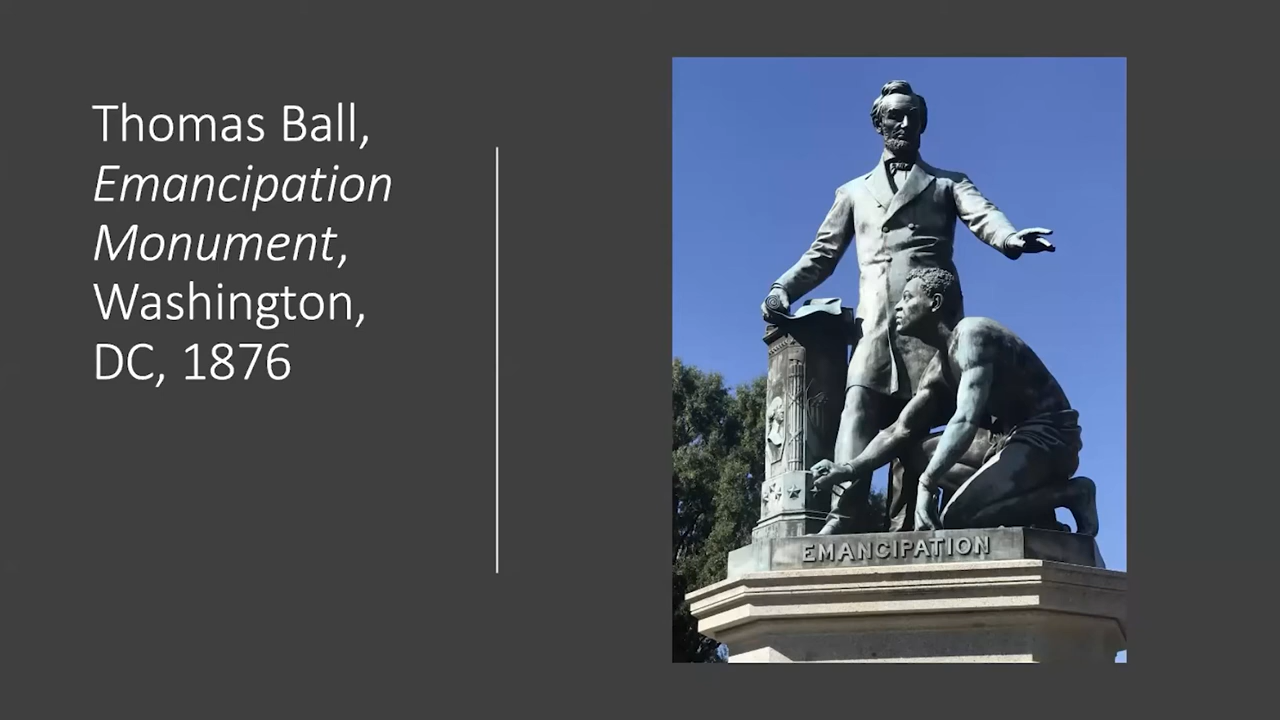 Thomas Ball,
Emancipation
Monument,
Washington,
DC, 1876
EMANCIPATION